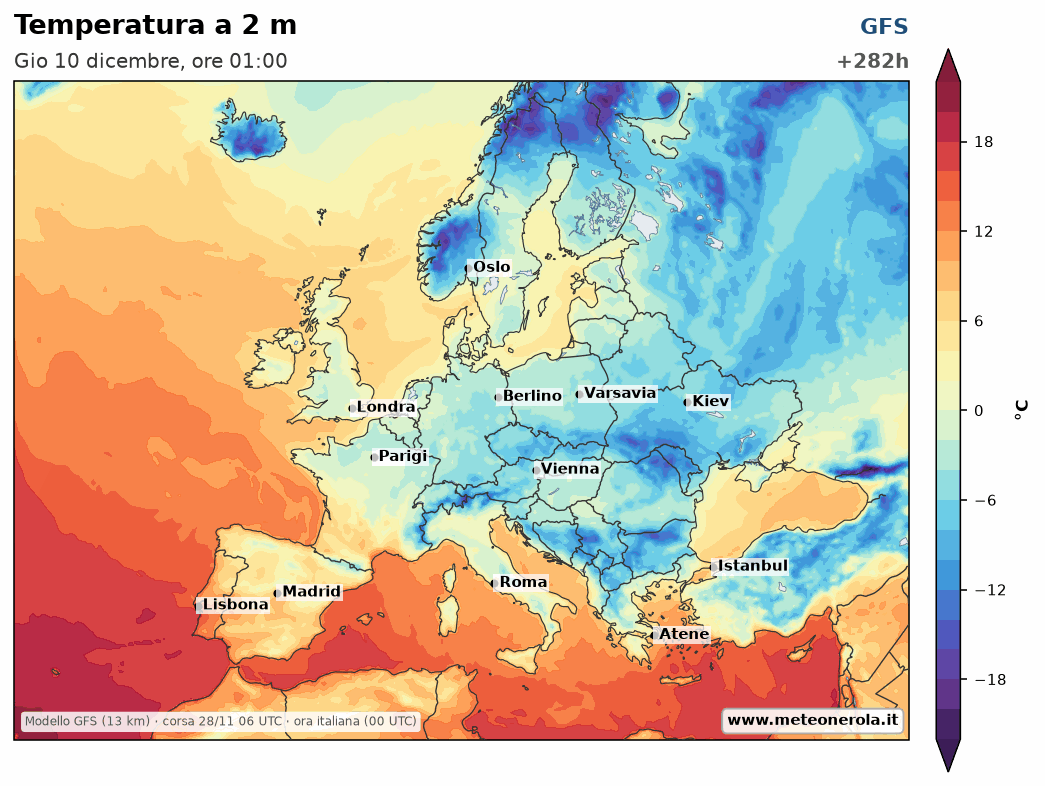 Temperatura a 2 m
GFS
Gio 10 dicembre, ore 01:00
+282h
18
12
6
0
−6
−12
−18
°C
Oslo
Berlino
Varsavia
Kiev
Londra
Parigi
Vienna
Istanbul
Roma
Madrid
Lisbona
Atene
Modello GFS (13 km) · corsa 28/11 06 UTC · ora italiana (00 UTC)
www.meteonerola.it